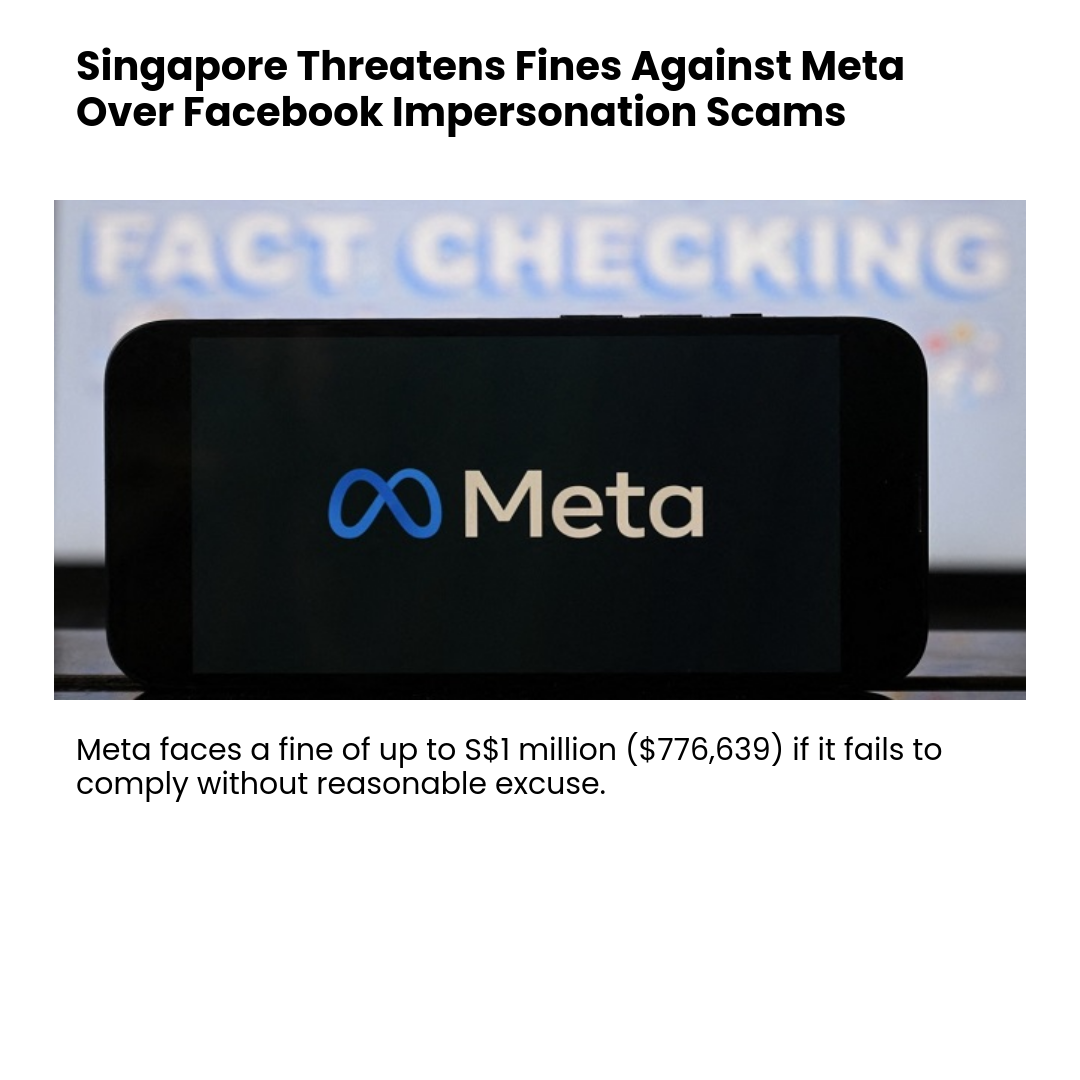 Singapore Threatens Fines Against Meta
Over Facebook Impersonation Scams
FACT CHECKING
Meta
Meta faces a fine of up to S$1 million ($776,639) if it fails to
comply without reasonable excuse.